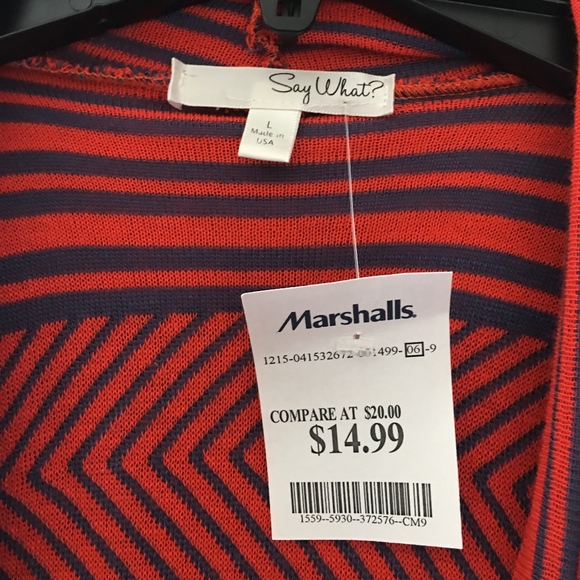 Say What?
L
Made in
USA
Marshalls.
1215-041532672-001499-06-9
COMPARE AT $20.00
$14.99
1559--5930--372576--CM9